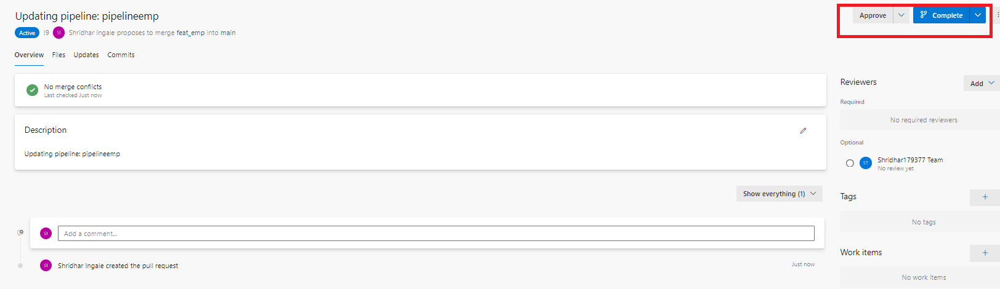 Updating pipeline: pipelineemp
Approve
Complete
Active !9 SI Shridhar Ingale proposes to merge feat_emp into main
Overview Files Updates Commits
No merge conflicts
Last checked Just now
Description
Updating pipeline: pipelineemp
Show everything (1)
SI Add a comment...
SI Shridhar Ingale created the pull request
Just now
Reviewers
Add
Required
No required reviewers
Optional
ST Shridhar179377 Team
No review yet
Tags
No tags
Work items
No work items